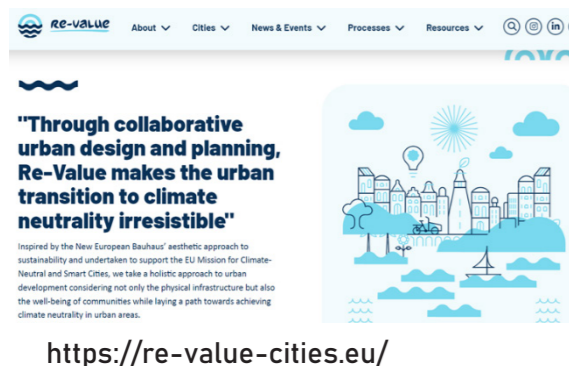 Re-VALUE About Cities News & Events Processes Resources
"Through collaborative
urban design and planning,
Re-Value makes the urban
transition to climate
neutrality irresistible"
Inspired by the New European Bauhaus' aesthetic approach to
sustainability and undertaken to support the EU Mission for Climate-
Neutral and Smart Cities, we take a holistic approach to urban
development considering not only the physical infrastructure but also
the well-being of communities while laying a path towards achieving
climate neutrality in urban areas.
https://re-value-cities.eu/